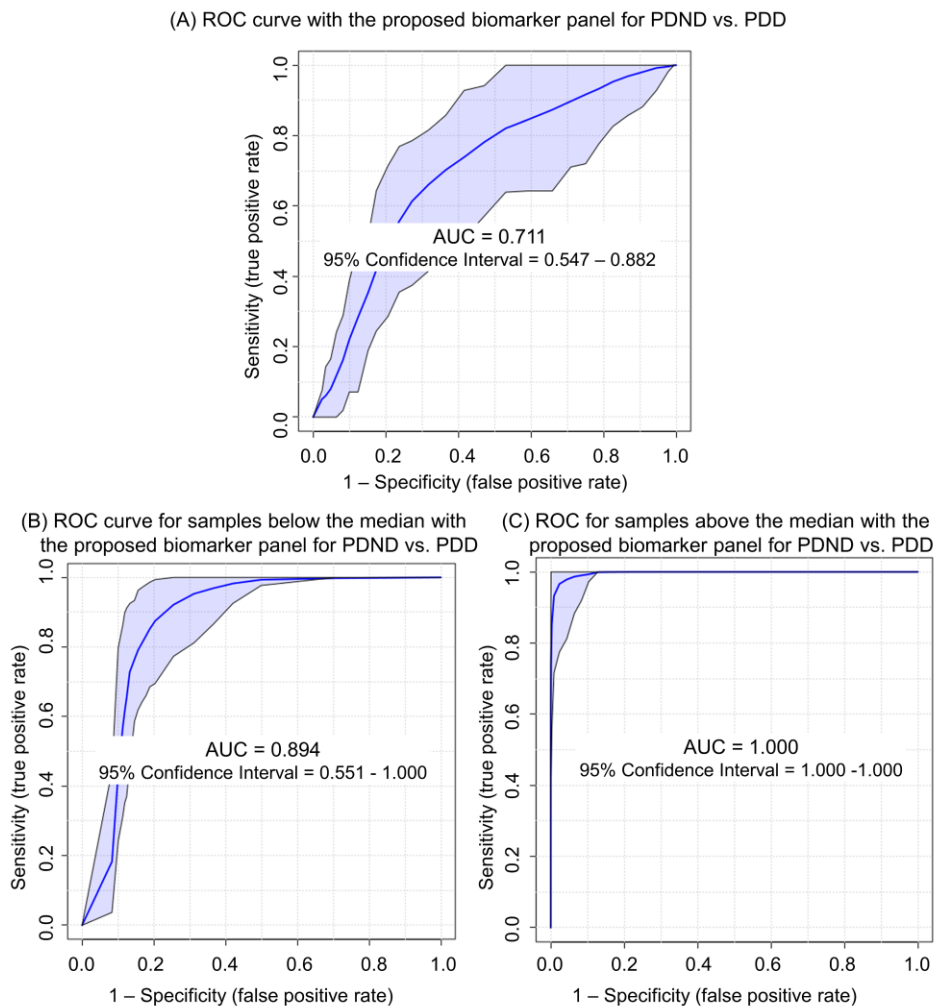 (A) ROC curve with the proposed biomarker panel for PDND vs. PDD
Sensitivity (true positive rate)
1.0
0.8
0.6
0.4
0.2
0.0
AUC = 0.711
95% Confidence Interval = 0.547 – 0.882
0.0 0.2 0.4 0.6 0.8 1.0
1 – Specificity (false positive rate)
(B) ROC curve for samples below the median with
the proposed biomarker panel for PDND vs. PDD
Sensitivity (true positive rate)
1.0
0.8
0.6
0.4
0.2
0.0
AUC = 0.894
95% Confidence Interval = 0.551 - 1.000
0.0 0.2 0.4 0.6 0.8 1.0
1 – Specificity (false positive rate)
(C) ROC for samples above the median with the
proposed biomarker panel for PDND vs. PDD
Sensitivity (true positive rate)
1.0
0.8
0.6
0.4
0.2
0.0
AUC = 1.000
95% Confidence Interval = 1.000 -1.000
0.0 0.2 0.4 0.6 0.8 1.0
1 – Specificity (false positive rate)